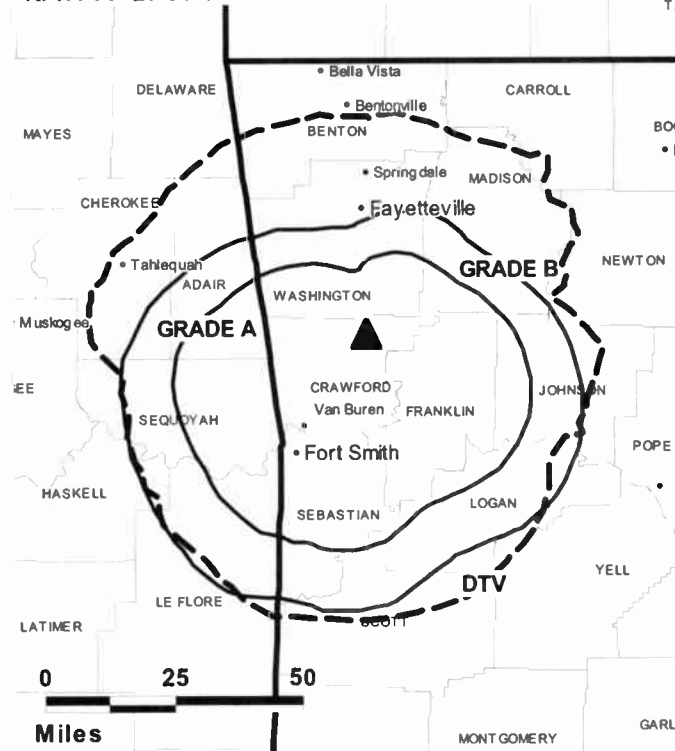 Bella Vista
DELAWARE
CARROLL
Bentonville
BENTON
MAYES
Springdale
MADISON
CHEROKEE
Fayetteville
Tahlequah
GRADE B
NEWTON
ADAIR
WASHINGTON
Muskogee
GRADE A
CRAWFORD
JOHNSON
Van Buren
FRANKLIN
SEQUOYAH
POPE
Fort Smith
HASKELL
LOGAN
SEBASTIAN
YELL
DTV
LE FLORE
SCOTT
LATIMER
0 25 50
Miles
MONTGOMERY